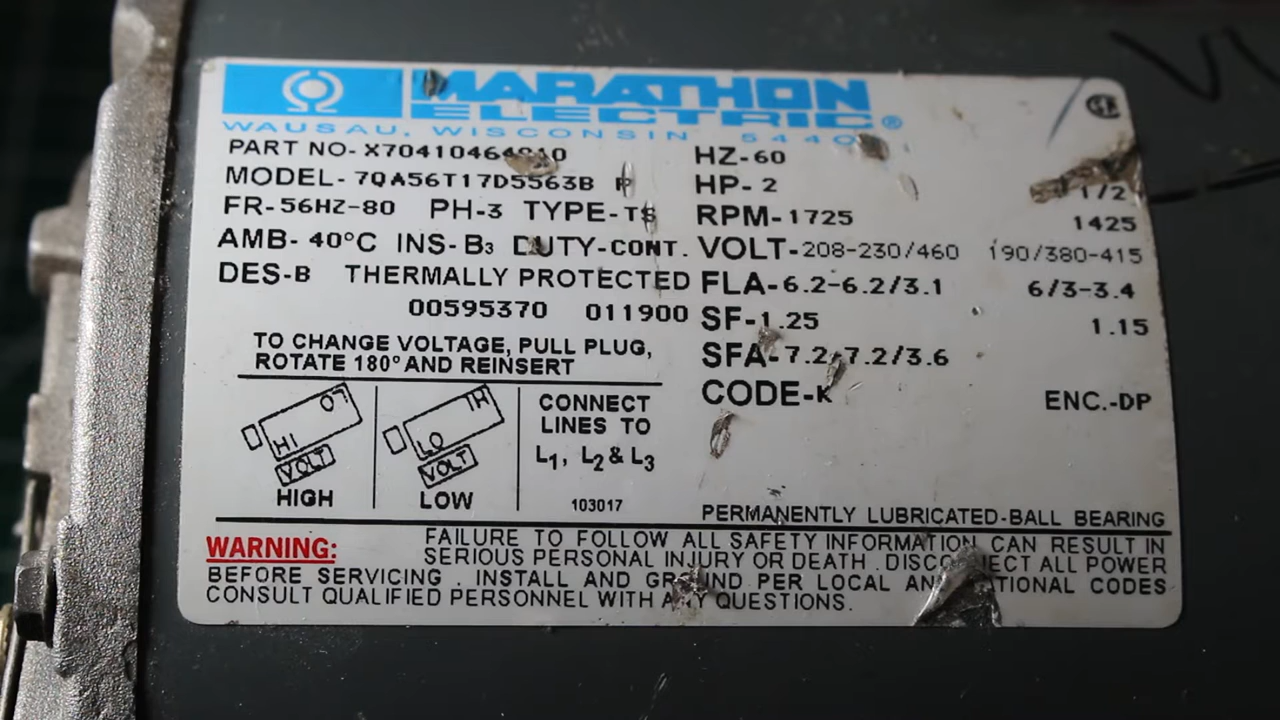 MARATHON
ELECTRIC®
WAUSAU, WISCONSIN 5440
PART NO- HZ-60
MODEL- 7QA56T17D5563B P HP-2 1/2
FR-56HZ-80 PH-3 TYPE-TS RPM-1725 1425
AMB- 40°C INS-B3 DUTY-CONT. VOLT-208-230/460 190/380-415
DES-B THERMALLY PROTECTED FLA-6.2-6.2/3.1 6/3-3.4
00595370 011900 SF-1.25 1.15
TO CHANGE VOLTAGE, PULL PLUG, SFA-7.2-7.2/3.6
ROTATE 180° AND REINSERT
CODE-K ENC.-DP
LO HI VOLT
HIGH
HI LO VOLT
LOW
CONNECT
LINES TO
L1, L2 & L3
103017
PERMANENTLY LUBRICATED-BALL BEARING
WARNING: FAILURE TO FOLLOW ALL SAFETY INFORMATION CAN RESULT IN
SERIOUS PERSONAL INJURY OR DEATH. DISCONNECT ALL POWER
BEFORE SERVICING. INSTALL AND GROUND PER LOCAL AND NATIONAL CODES
CONSULT QUALIFIED PERSONNEL WITH ANY QUESTIONS.